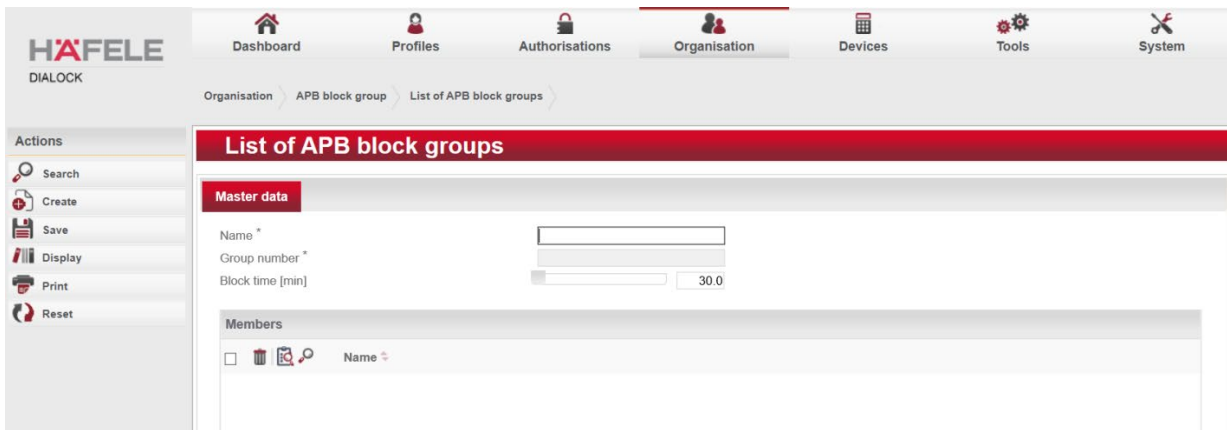 HÄFELE
DIALOCK
Dashboard
Profiles
Authorisations
Organisation
Devices
Tools
System
Organisation
APB block group
List of APB block groups
Actions
Search
Create
Save
Display
Print
Reset
List of APB block groups
Master data
Name *
Group number *
Block time [min]
30.0
Members
Name